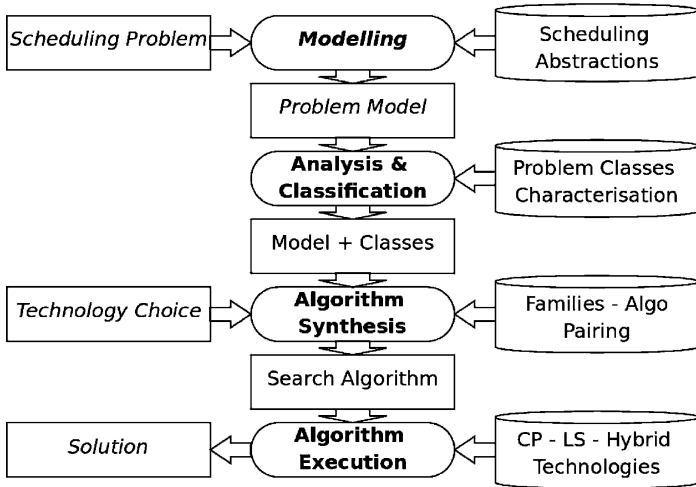 Scheduling Problem
Modelling
Scheduling
Abstractions
Problem Model
Analysis &
Classification
Problem Classes
Characterisation
Model + Classes
Technology Choice
Algorithm
Synthesis
Families - Algo
Pairing
Search Algorithm
Solution
Algorithm
Execution
CP - LS - Hybrid
Technologies